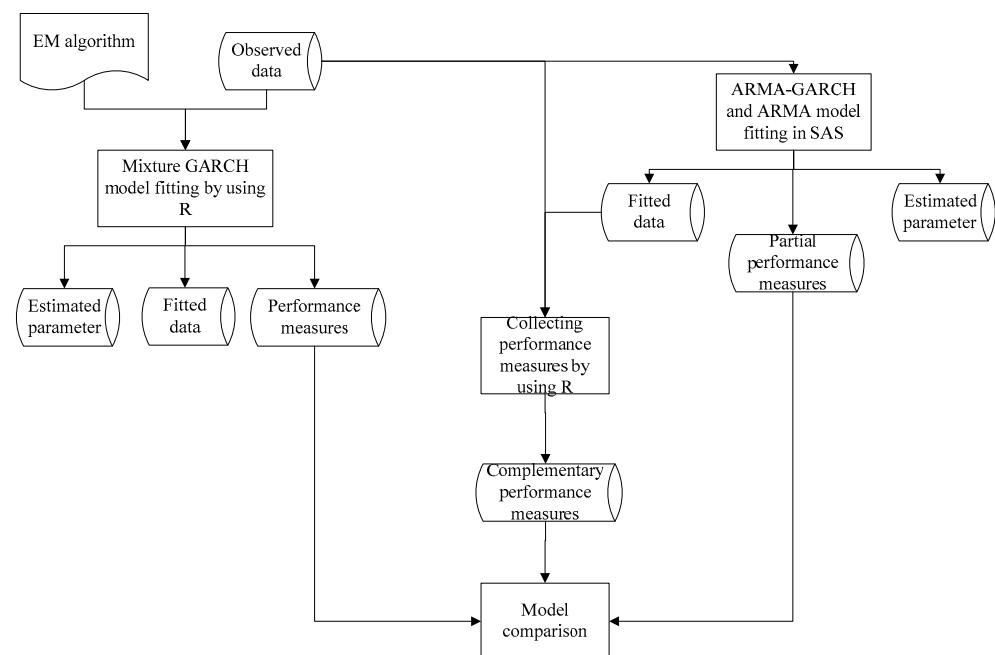 EM algorithm
Observed
data
ARMA-GARCH
and ARMA model
fitting in SAS
Mixture GARCH
model fitting by using
R
Fitted
data
Estimated
parameter
Partial
performance
measures
Estimated
parameter
Fitted
data
Performance
measures
Collecting
performance
measures by
using R
Complementary
performance
measures
Model
comparison